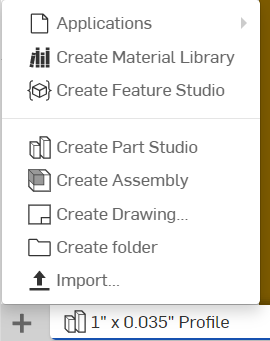 Applications
Create Material Library
Create Feature Studio
Create Part Studio
Create Assembly
Create Drawing...
Create folder
Import...
1" x 0.035" Profile